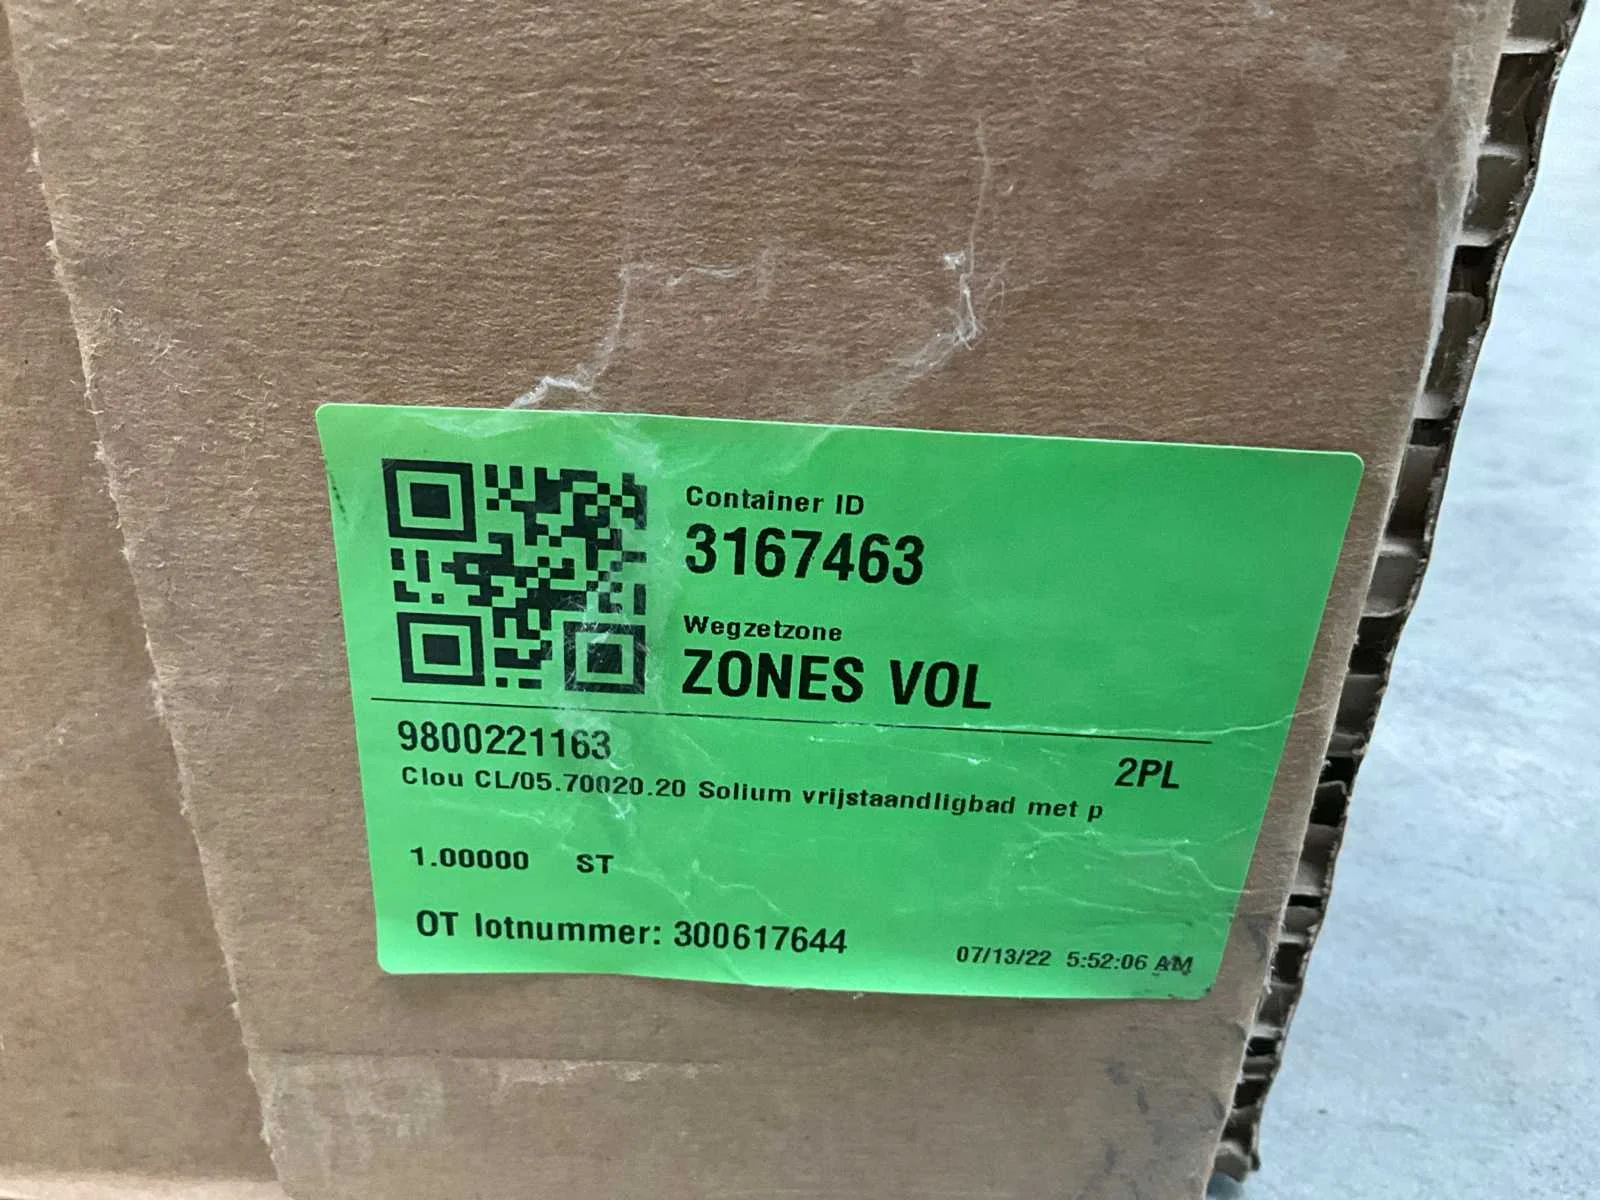 Container ID
3167463
Wegzetzone
ZONES VOL
9800221163
2PL
Clou CL/05.70020.20 Solium vrijstaandligbad met p
1.00000 ST
OT lotnummer: 300617644
07/13/22 5:52:06 AM